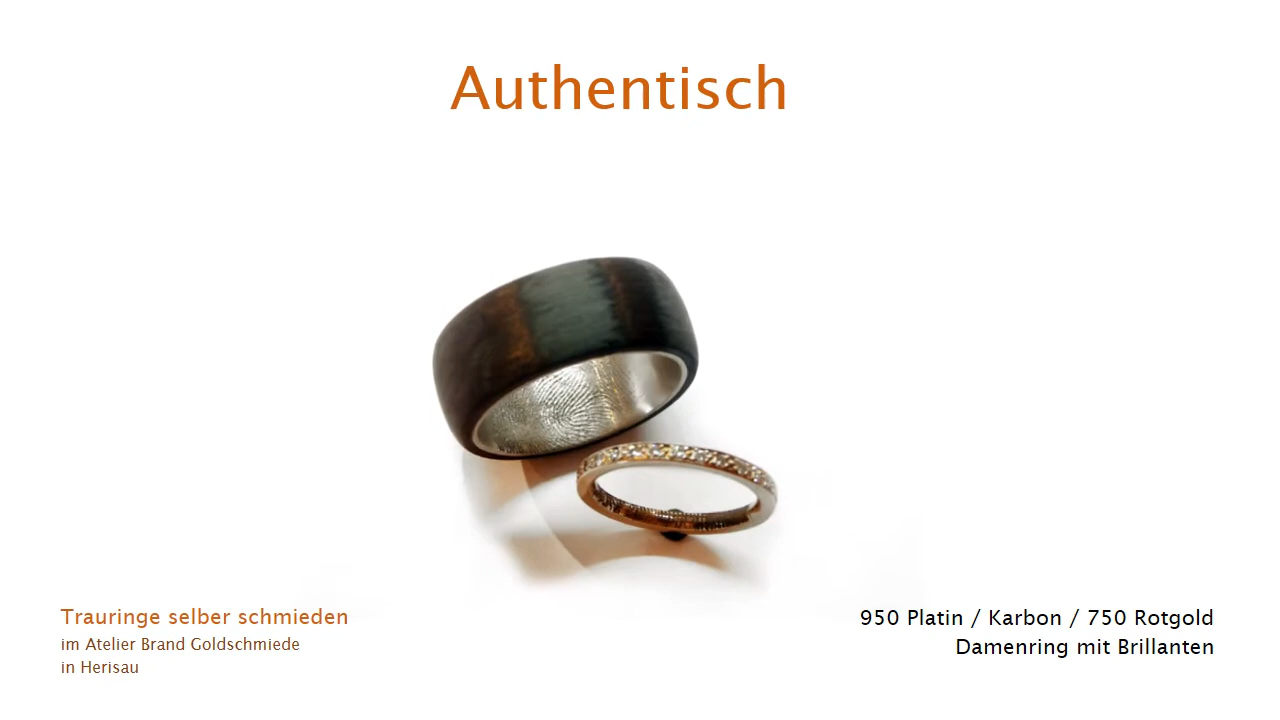 Authentisch
Trauringe selber schmieden
im Atelier Brand Goldschmiede
in Herisau
950 Platin / Karbon / 750 Rotgold
Damenring mit Brillanten